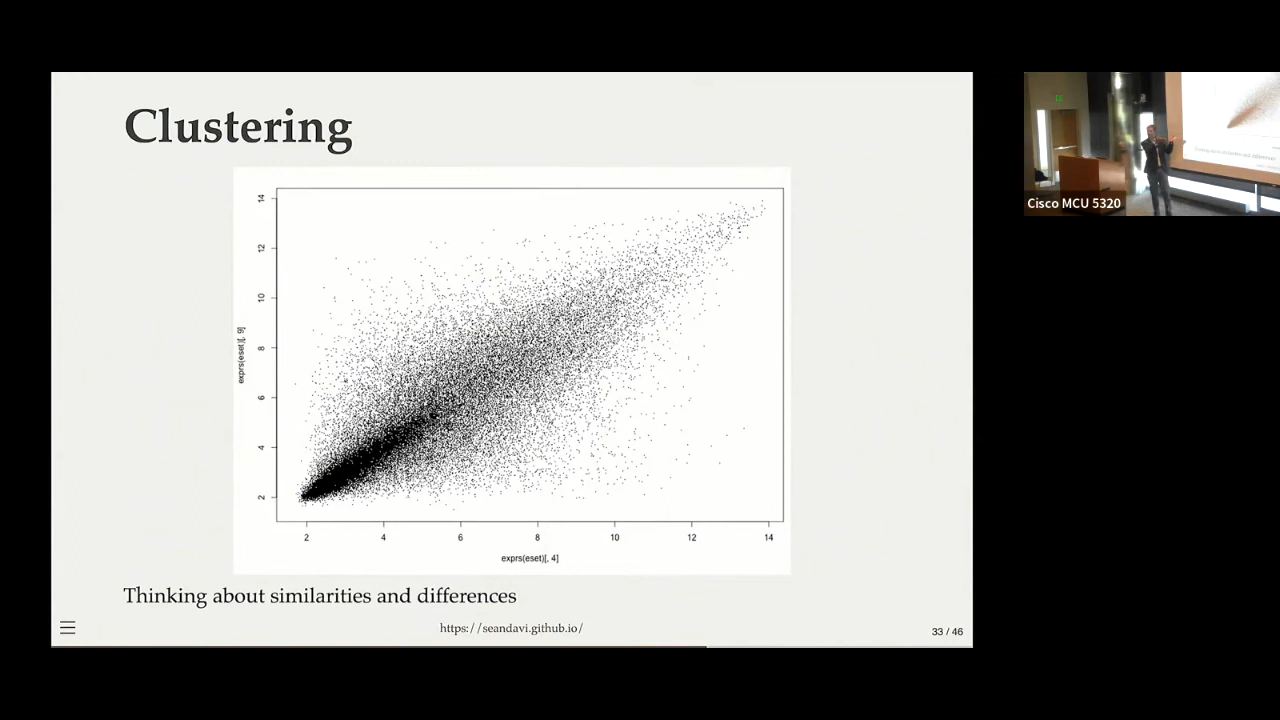 Clustering
14
12
10
8
6
4
2
exprs(eset)[, 9]
2 4 6 8 10 12 14
exprs(eset)[, 4]
Thinking about similarities and differences
https://seandavi.github.io/
33 / 46
Cisco MCU 5320